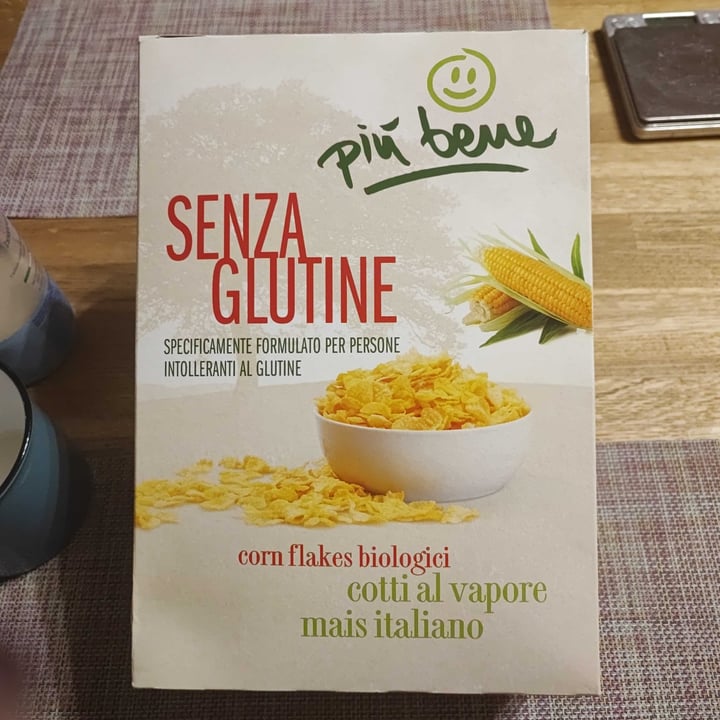 più bene
SENZA
GLUTINE
SPECIFICAMENTE FORMULATO PER PERSONE
INTOLLERANTI AL GLUTINE
corn flakes biologici
cotti al vapore
mais italiano